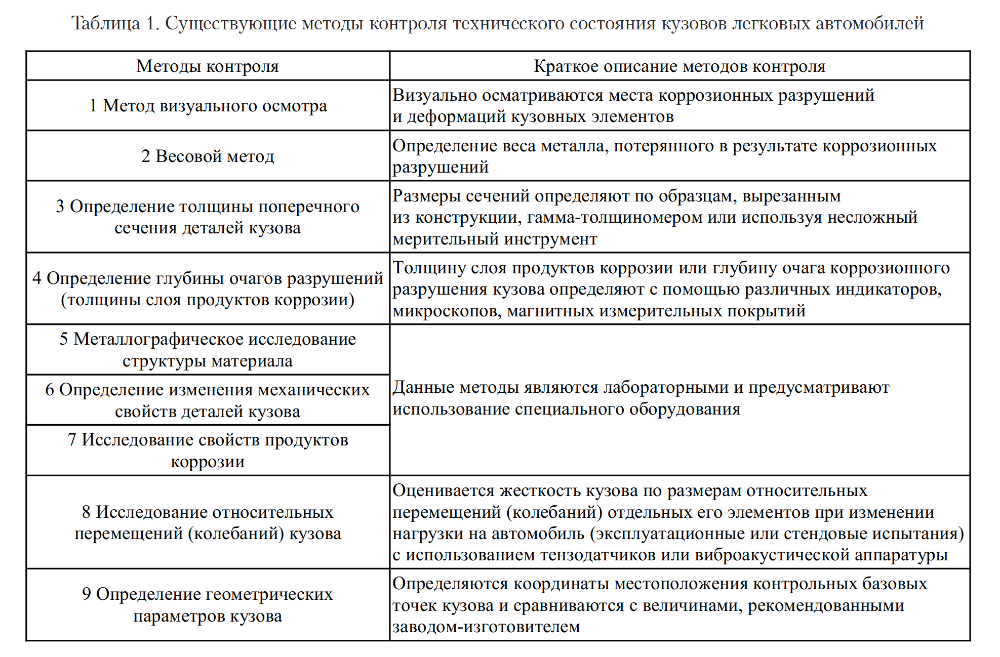 Таблица 1. Существующие методы контроля технического состояния кузовов легковых автомобилей
Методы контроля
Краткое описание методов контроля
1 Метод визуального осмотра
Визуально осматриваются места коррозионных разрушений
и деформаций кузовных элементов
2 Весовой метод
Определение веса металла, потерянного в результате коррозионных
разрушений
3 Определение толщины поперечного
сечения деталей кузова
Размеры сечений определяют по образцам, вырезанным
из конструкции, гамма-толщиномером или используя несложный
мерительный инструмент
4 Определение глубины очагов разрушений
(толщины слоя продуктов коррозии)
Толщину слоя продуктов коррозии или глубину очага коррозионного
разрушения кузова определяют с помощью различных индикаторов,
микроскопов, магнитных измерительных покрытий
5 Металлографическое исследование
структуры материала
6 Определение изменения механических
свойств деталей кузова
7 Исследование свойств продуктов
коррозии
Данные методы являются лабораторными и предусматривают
использование специального оборудования
8 Исследование относительных
перемещений (колебаний) кузова
Оценивается жесткость кузова по размерам относительных
перемещений (колебаний) отдельных его элементов при изменении
нагрузки на автомобиль (эксплуатационные или стендовые испытания)
с использованием тензодатчиков или виброакустической аппаратуры
9 Определение геометрических
параметров кузова
Определяются координаты местоположения контрольных базовых
точек кузова и сравниваются с величинами, рекомендованными
заводом-изготовителем